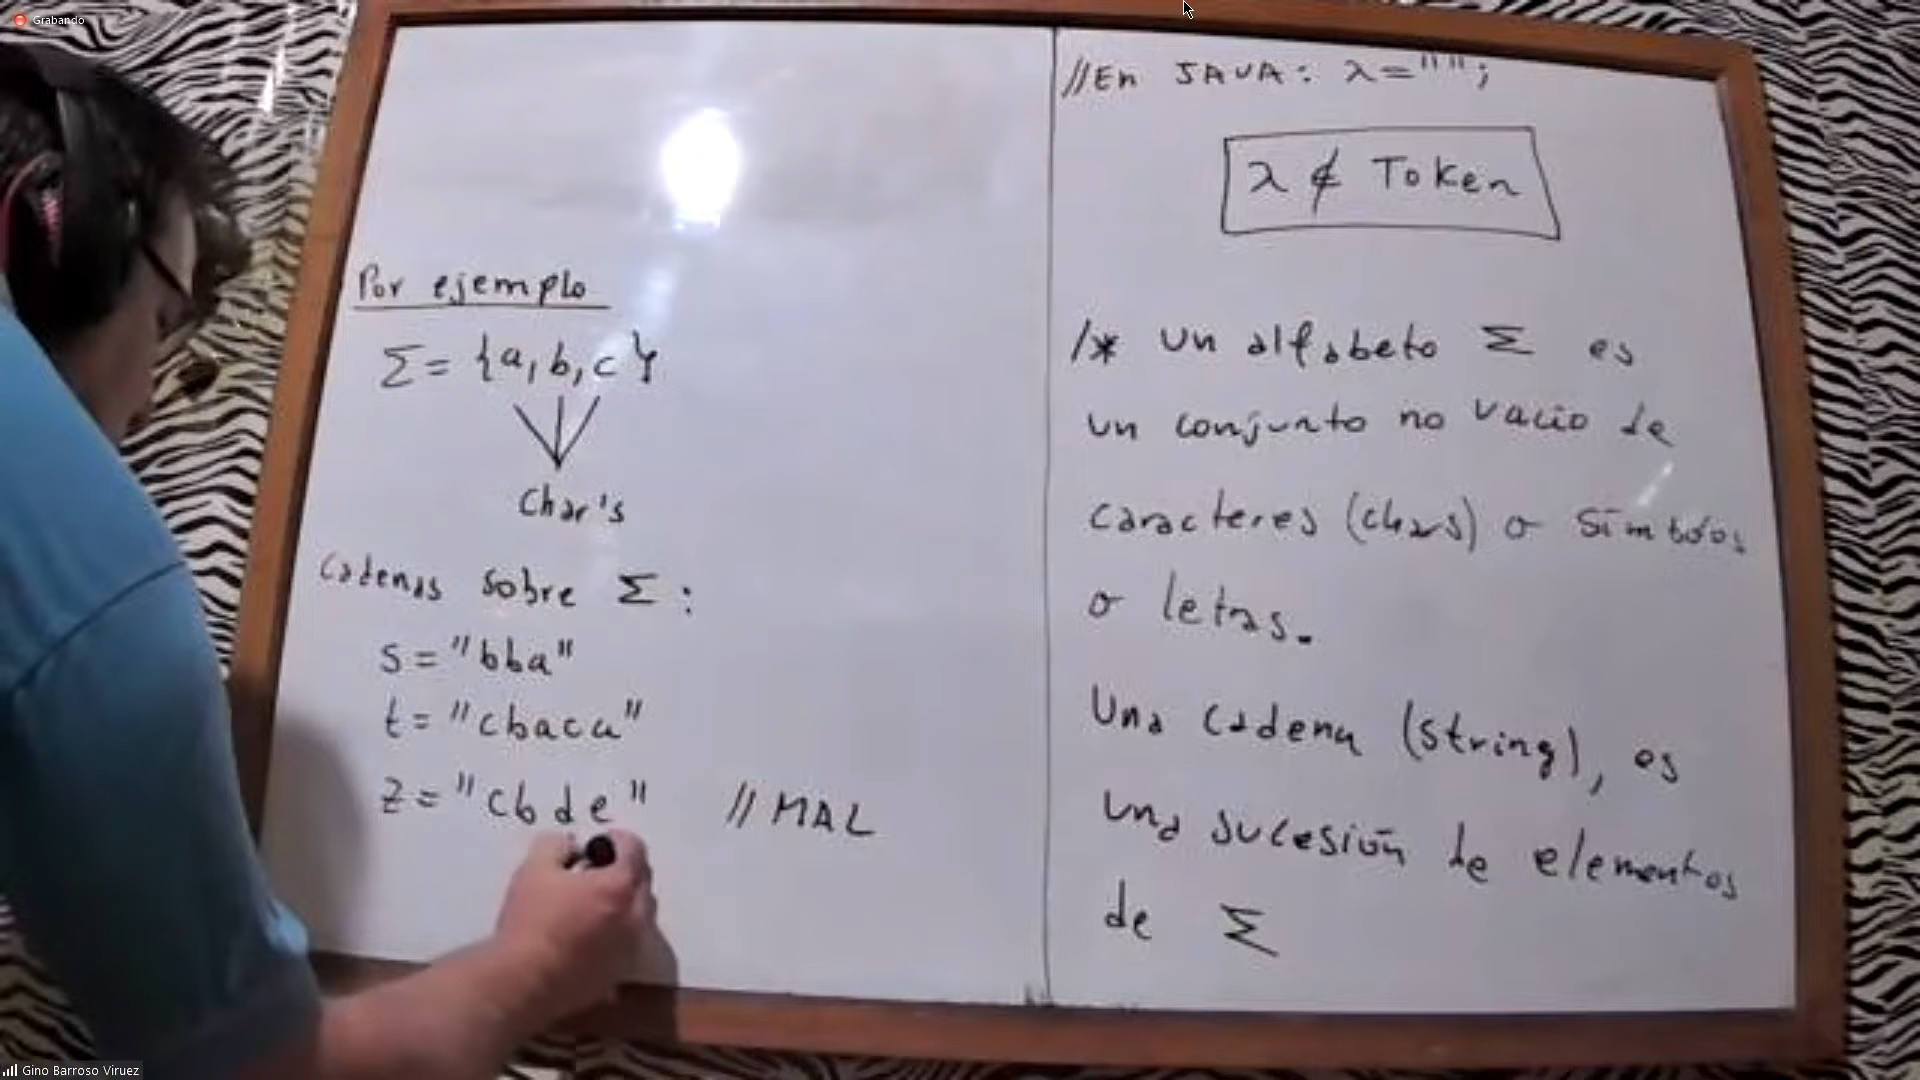 Grabando
Por ejemplo
Σ = {a, b, c}
Char's
Cadenas sobre Σ :
s = "bba"
t = "cbaca"
z = "cbde" // MAL
//En JAVA: λ = "";
λ ∉ Token
/* Un alfabeto Σ es
un conjunto no vacio de
caracteres (chars) o símbolos
o letras.
Una cadena (string), es
una sucesión de elementos
de Σ
Gino Barroso Viruez